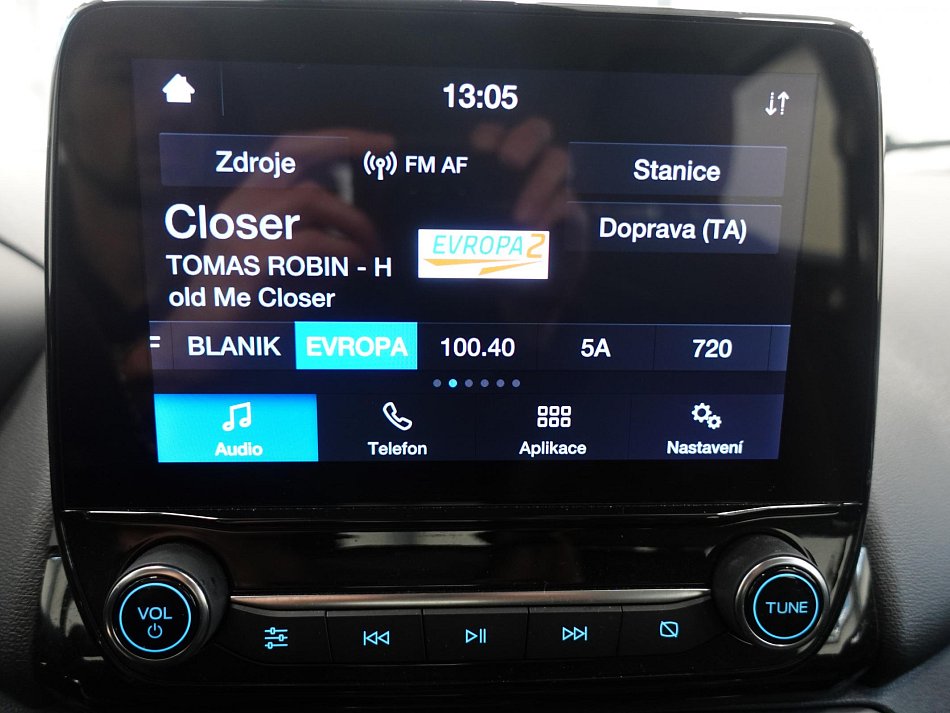 13:05
Zdroje
FM AF
Stanice
Closer
EVROPA 2
Doprava (TA)
TOMAS ROBIN - H
old Me Closer
F BLANIK EVROPA 100.40 5A 720
Audio Telefon Aplikace Nastavení
VOL
TUNE